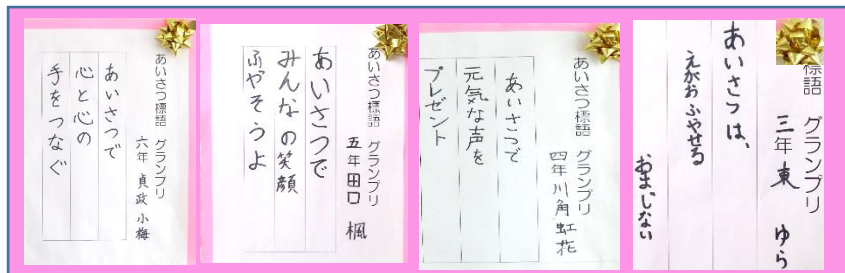 標語 グランプリ
三年 東 ゆら
あいさつは、
えがおふやせる
おまじない
あいさつ標語 グランプリ
四年 川角 虹花
あいさつで
元気な声を
プレゼント
あいさつ標語 グランプリ
五年 田口 楓
あいさつで
みんなの笑顔
ふやそうよ
あいさつ標語 グランプリ
六年 貞政 小梅
あいさつで
心と心の
手をつなぐ